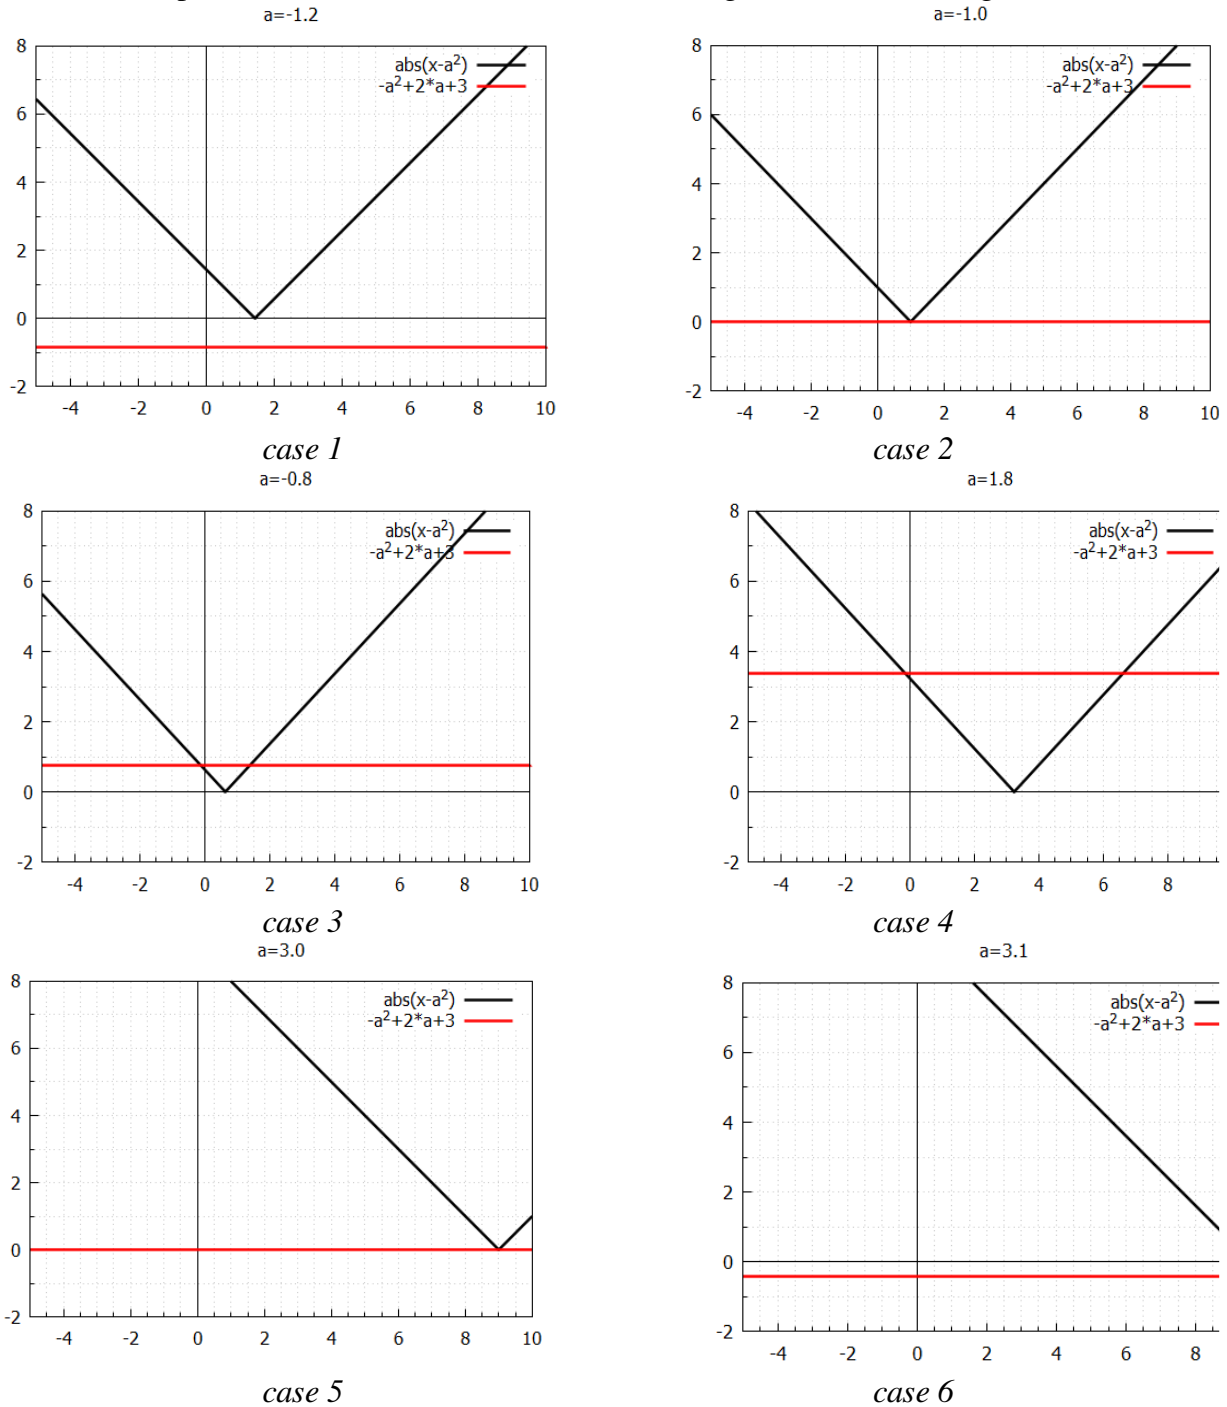 a=-1.2
8
6
4
2
0
-2
-4 -2 0 2 4 6 8 10
abs(x-a²)
-a²+2*a+3
case 1
a=-1.0
8
6
4
2
0
-2
-4 -2 0 2 4 6 8 10
abs(x-a²)
-a²+2*a+3
case 2
a=-0.8
8
6
4
2
0
-2
-4 -2 0 2 4 6 8 10
abs(x-a²)
-a²+2*a+3
case 3
a=1.8
8
6
4
2
0
-2
-4 -2 0 2 4 6 8
abs(x-a²)
-a²+2*a+3
case 4
a=3.0
8
6
4
2
0
-2
-4 -2 0 2 4 6 8 10
abs(x-a²)
-a²+2*a+3
case 5
a=3.1
8
6
4
2
0
-2
-4 -2 0 2 4 6 8
abs(x-a²)
-a²+2*a+3
case 6